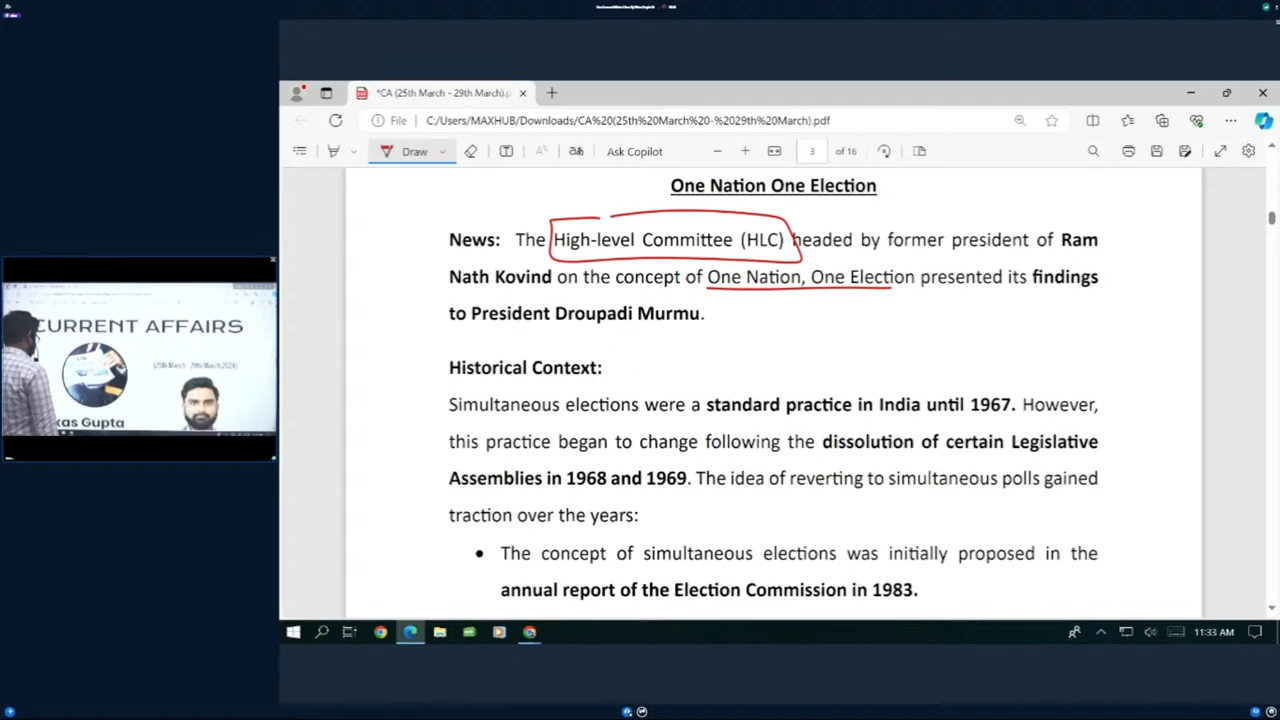 *CA (25th March - 29th March).p
File
C:/Users/MAXHUB/Downloads/CA%20(25th%20March%20-%2029th%20March).pdf
Draw
Ask Copilot
3 of 16
One Nation One Election
News: The High-level Committee (HLC) headed by former president of Ram
Nath Kovind on the concept of One Nation, One Election presented its findings
to President Droupadi Murmu.
Historical Context:
Simultaneous elections were a standard practice in India until 1967. However,
this practice began to change following the dissolution of certain Legislative
Assemblies in 1968 and 1969. The idea of reverting to simultaneous polls gained
traction over the years:
• The concept of simultaneous elections was initially proposed in the
annual report of the Election Commission in 1983.
CURRENT AFFAIRS
kas Gupta
11:33 AM